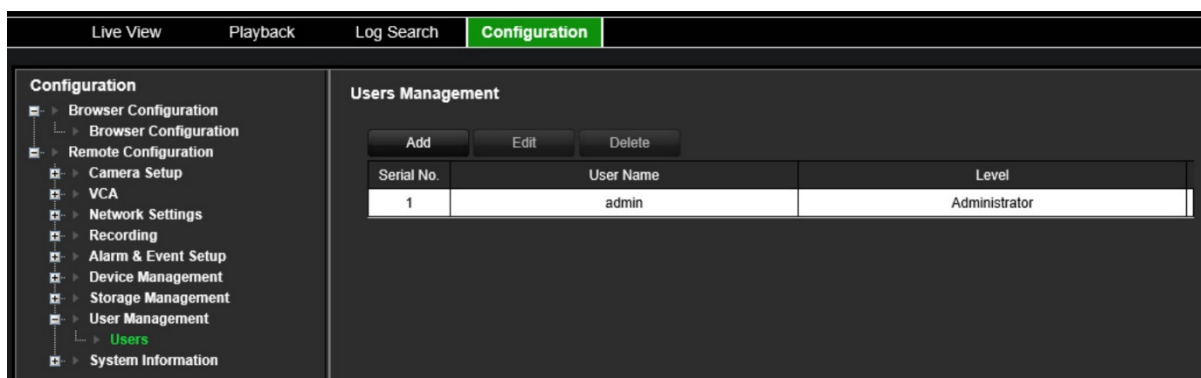 Live View Playback Log Search Configuration
Configuration
Browser Configuration
Browser Configuration
Remote Configuration
Camera Setup
VCA
Network Settings
Recording
Alarm & Event Setup
Device Management
Storage Management
User Management
Users
System Information
Users Management
Add Edit Delete
Serial No. User Name Level
1 admin Administrator